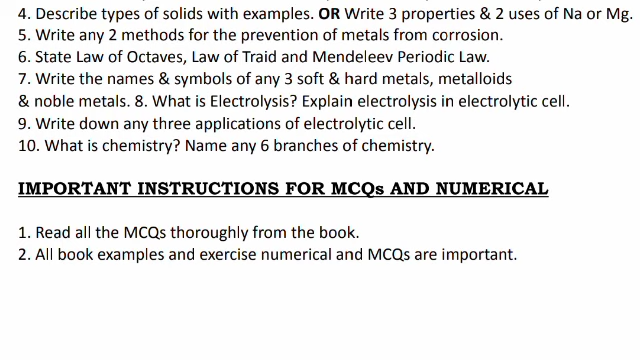 4. Describe types of solids with examples. OR Write 3 properties & 2 uses of Na or Mg.
5. Write any 2 methods for the prevention of metals from corrosion.
6. State Law of Octaves, Law of Traid and Mendeleev Periodic Law.
7. Write the names & symbols of any 3 soft & hard metals, metalloids
& noble metals. 8. What is Electrolysis? Explain electrolysis in electrolytic cell.
9. Write down any three applications of electrolytic cell.
10. What is chemistry? Name any 6 branches of chemistry.
IMPORTANT INSTRUCTIONS FOR MCQs AND NUMERICAL
1. Read all the MCQs thoroughly from the book.
2. All book examples and exercise numerical and MCQs are important.